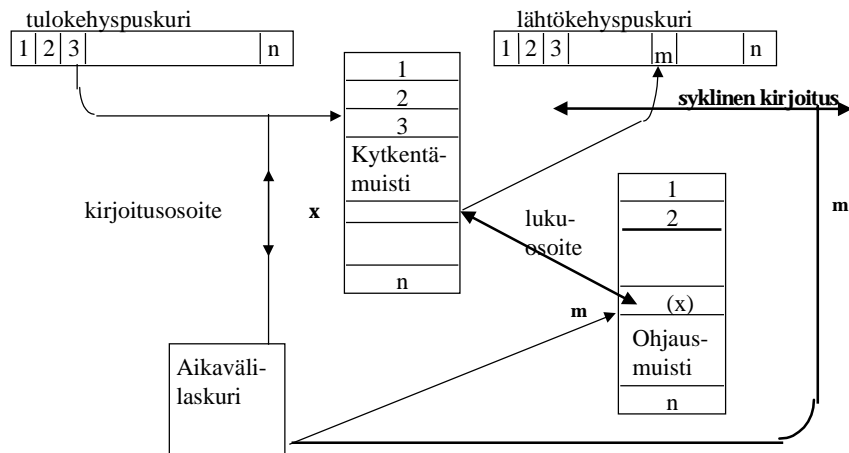 tulokehyspuskuri
1 2 3 n
lähtökehyspuskuri
1 2 3 m n
syklinen kirjoitus
1
2
3
Kytkentä-
muisti
n
kirjoitusosoite
x
luku-
osoite
1
2
(x)
Ohjaus-
muisti
n
m
m
Aikaväli-
laskuri